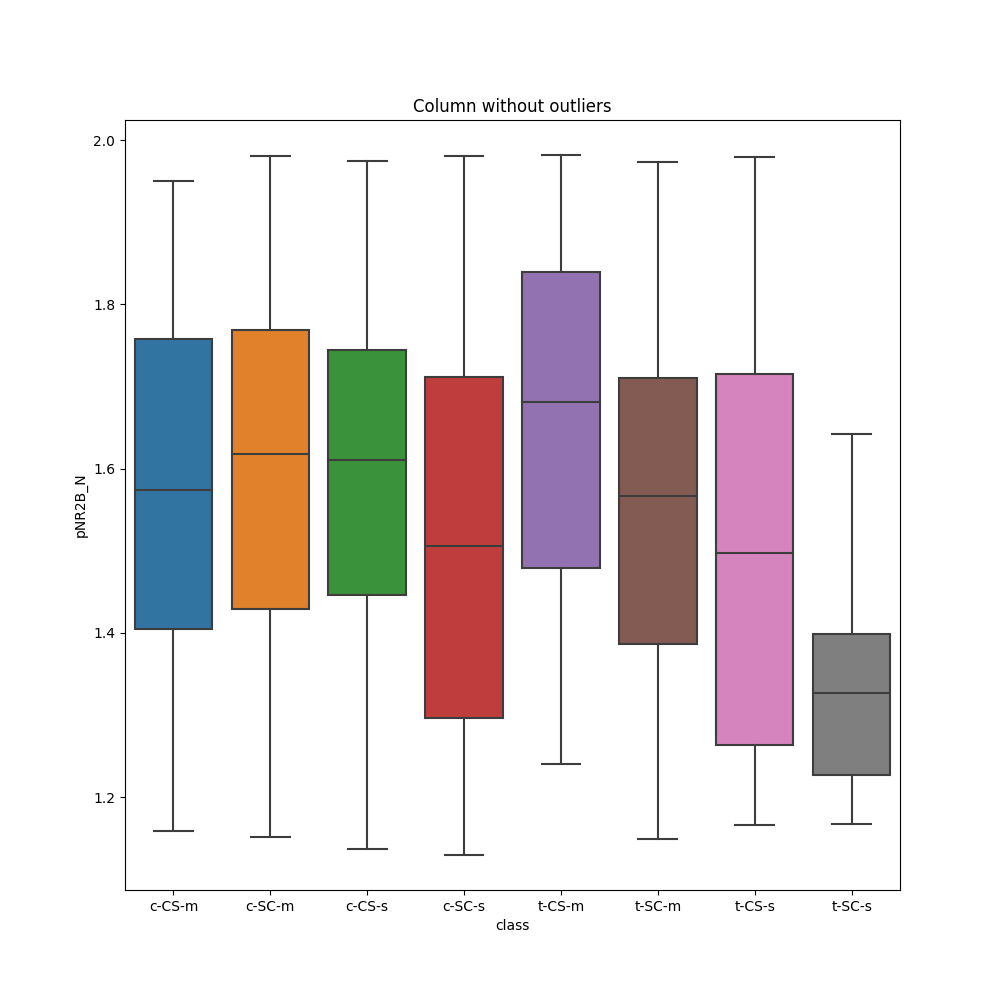 Column without outliers
2.0
1.8
1.6
1.4
1.2
pNR2B_N
c-CS-m c-SC-m c-CS-s c-SC-s t-CS-m t-SC-m t-CS-s t-SC-s
class